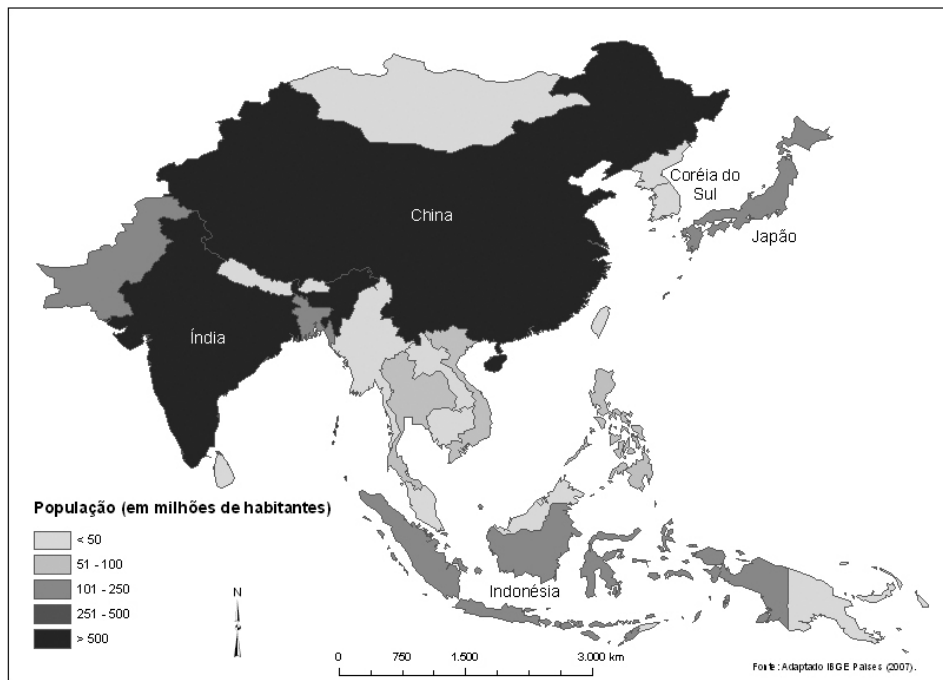 China
Coréia do
Sul
Japão
Índia
Indonésia
População (em milhões de habitantes)
< 50
51 - 100
101 - 250
251 - 500
> 500
N
0 750 1.500 3.000 km
Fonte: Adaptado IBGE Países (2007).